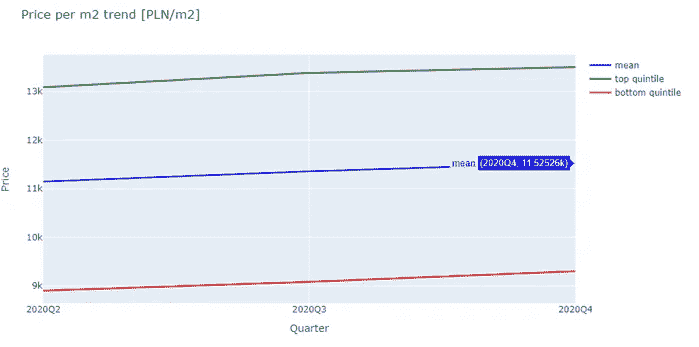 Price per m2 trend [PLN/m2]
mean
top quintile
bottom quintile
13k
12k
mean (2020Q4, 11.52526k)
11k
10k
9k
Price
2020Q2
2020Q3
2020Q4
Quarter